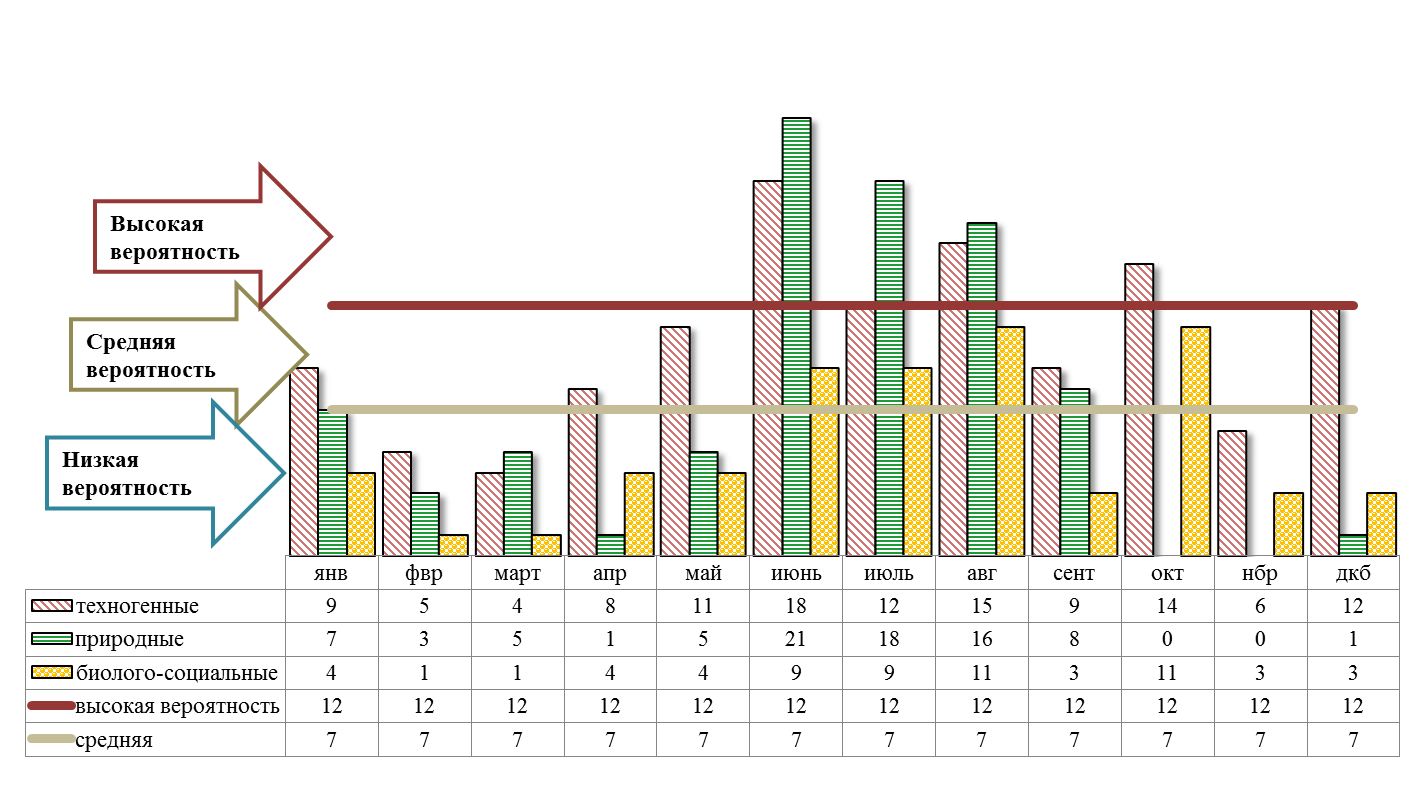 Высокая
вероятность
Средняя
вероятность
Низкая
вероятность
янв фвр март апр май июнь июль авг сент окт нбр дкб
техногенные 9 5 4 8 11 18 12 15 9 14 6 12
природные 7 3 5 1 5 21 18 16 8 0 0 1
биолого-социальные 4 1 1 4 4 9 9 11 3 11 3 3
высокая вероятность 12 12 12 12 12 12 12 12 12 12 12 12
средняя 7 7 7 7 7 7 7 7 7 7 7 7